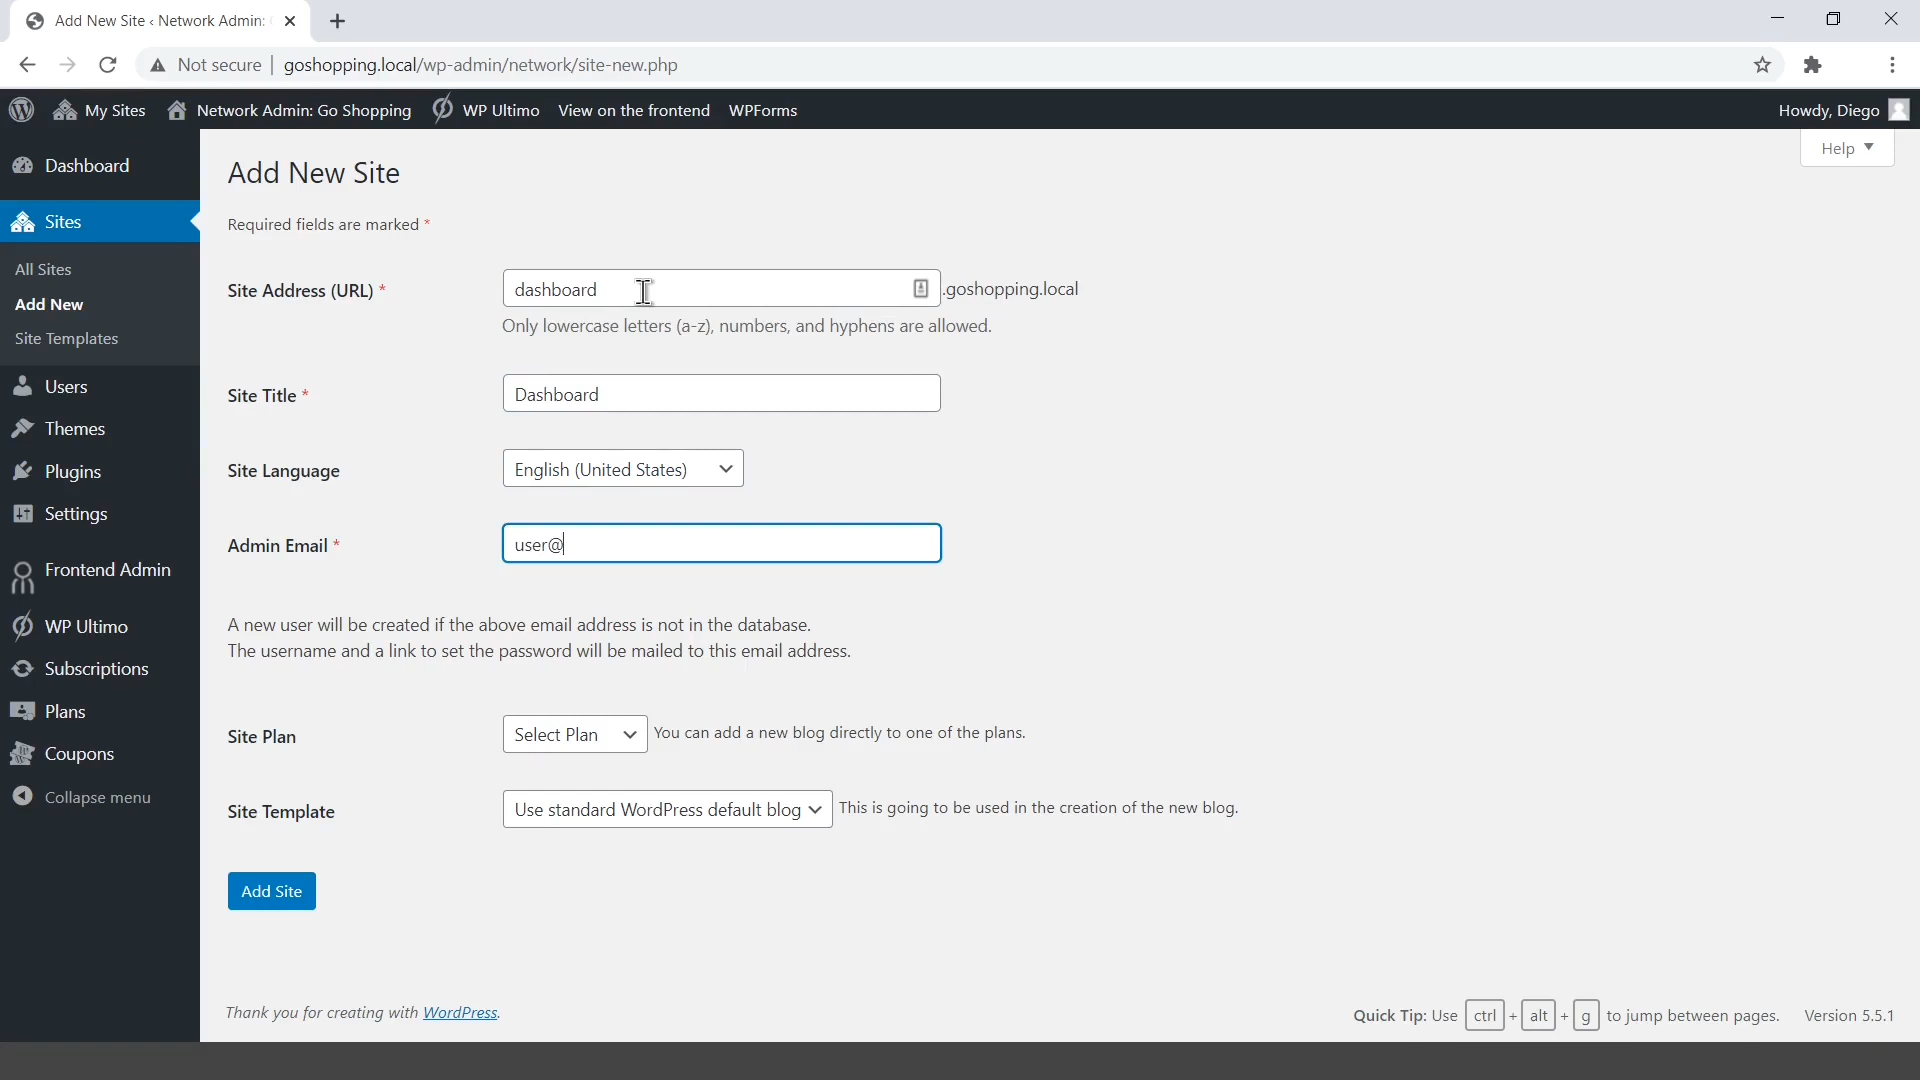 Add New Site ‹ Network Admin:
Not secure | goshopping.local/wp-admin/network/site-new.php
My Sites Network Admin: Go Shopping WP Ultimo View on the frontend WPForms Howdy, Diego
Help
Dashboard
Sites
All Sites
Add New
Site Templates
Users
Themes
Plugins
Settings
Frontend Admin
WP Ultimo
Subscriptions
Plans
Coupons
Collapse menu
Add New Site
Required fields are marked *
Site Address (URL) * dashboard .goshopping.local
Only lowercase letters (a-z), numbers, and hyphens are allowed.
Site Title * Dashboard
Site Language English (United States)
Admin Email * user@
A new user will be created if the above email address is not in the database.
The username and a link to set the password will be mailed to this email address.
Site Plan Select Plan You can add a new blog directly to one of the plans.
Site Template Use standard WordPress default blog This is going to be used in the creation of the new blog.
Add Site
Thank you for creating with WordPress.
Quick Tip: Use ctrl + alt + g to jump between pages. Version 5.5.1